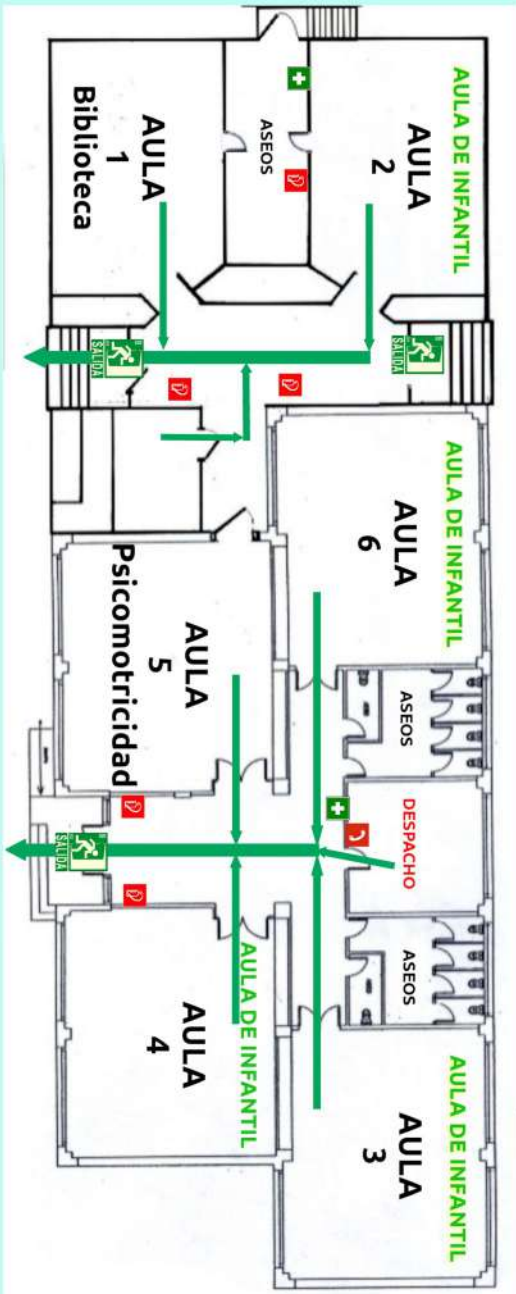 AULA DE INFANTIL
AULA
2
ASEOS
AULA
1
Biblioteca
SALIDA
SALIDA
AULA DE INFANTIL
AULA
6
AULA
5
Psicomotricidad
ASEOS
DESPACHO
SALIDA
ASEOS
AULA DE INFANTIL
AULA
4
AULA DE INFANTIL
AULA
3